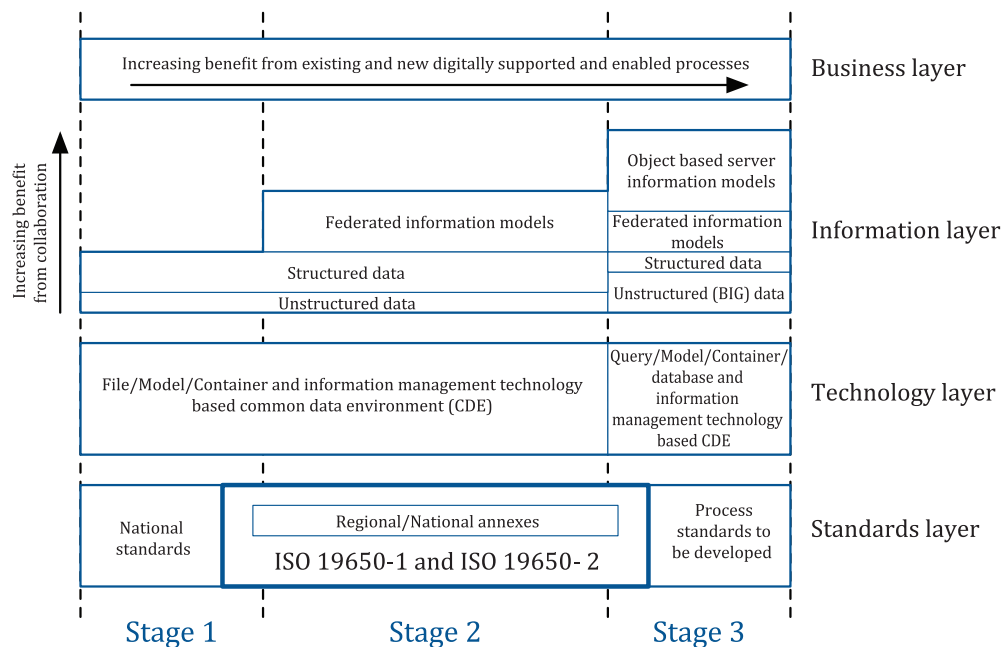 Increasing benefit from existing and new digitally supported and enabled processes
Business layer
Increasing benefit
from collaboration
Object based server
information models
Federated information models
Federated information
models
Information layer
Structured data
Structured data
Unstructured data
Unstructured (BIG) data
File/Model/Container and information management technology
based common data environment (CDE)
Query/Model/Container/
database and
information
management technology
based CDE
Technology layer
National
standards
Regional/National annexes
ISO 19650-1 and ISO 19650- 2
Process
standards to
be developed
Standards layer
Stage 1
Stage 2
Stage 3